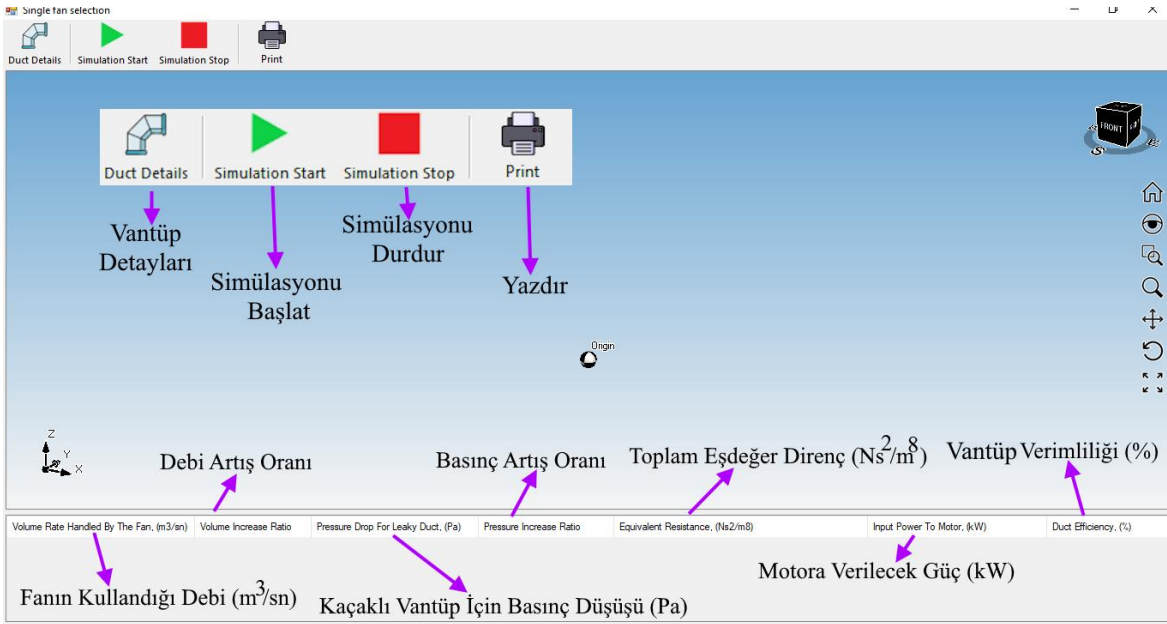 Single fan selection
Duct Details Simulation Start Simulation Stop Print
Duct Details Simulation Start Simulation Stop Print
Vantüp
Detayları
Simülasyonu
Başlat
Simülasyonu
Durdur
Yazdır
FRONT
S
E
Origin
Z
Y
X
Debi Artış Oranı
Basınç Artış Oranı
Toplam Eşdeğer Direnç (Ns²/m⁸)
Vantüp Verimliliği (%)
Volume Rate Handled By The Fan, (m3/sn) Volume Increase Ratio Pressure Drop For Leaky Duct, (Pa) Pressure Increase Ratio Equivalent Resistance, (Ns2/m8) Input Power To Motor, (kW) Duct Efficiency, (%)
Fanın Kullandığı Debi (m³/sn)
Kaçaklı Vantüp İçin Basınç Düşüşü (Pa)
Motora Verilecek Güç (kW)